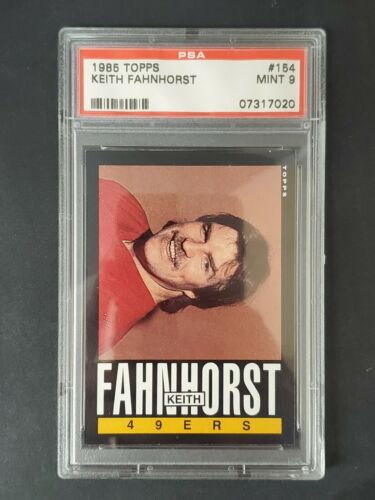 PSA
1985 TOPPS #154
KEITH FAHNHORST MINT 9
07317020
TOPPS
FAHNHORST
KEITH
49ERS